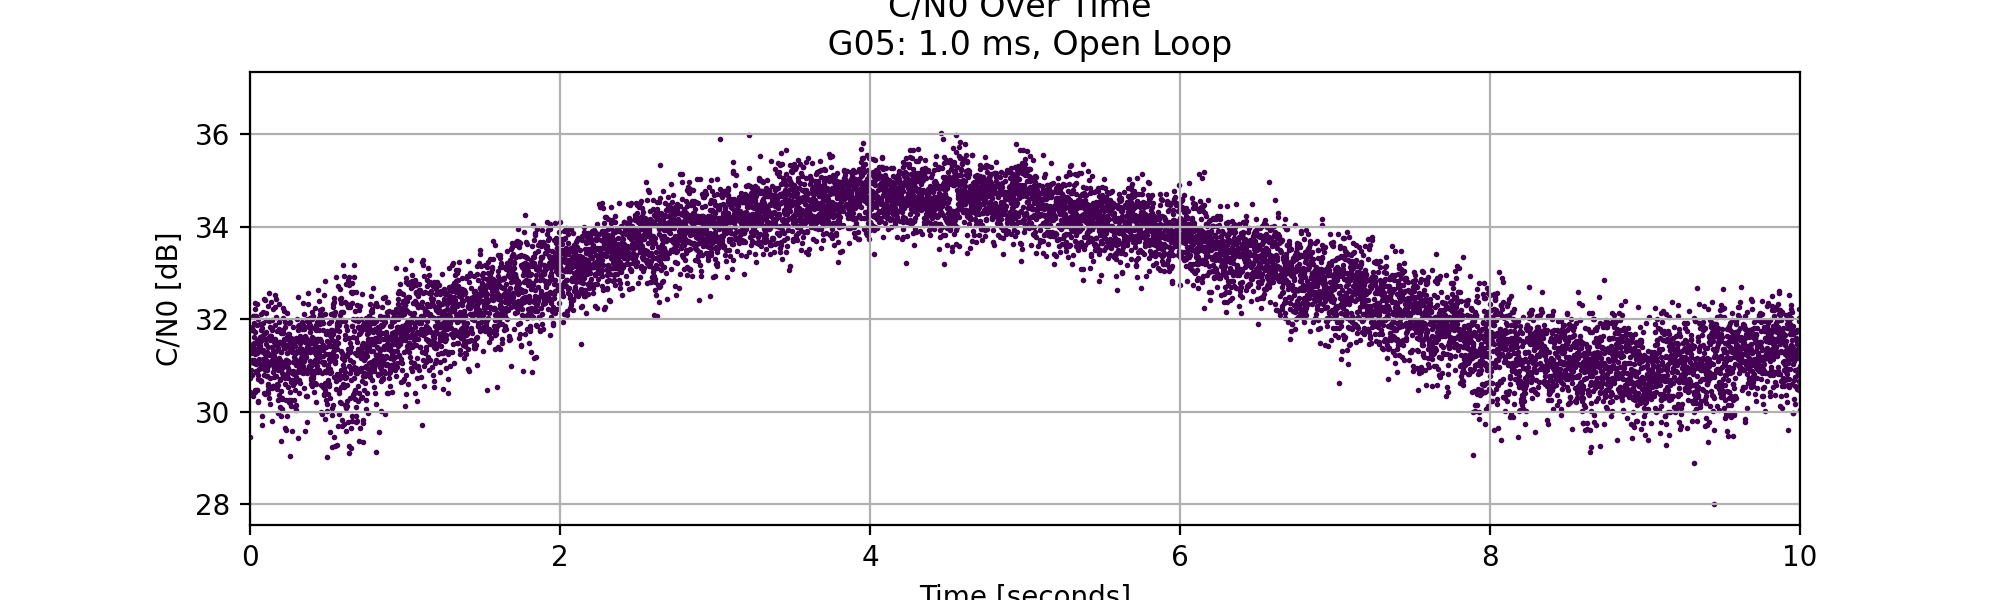 C/N0 Over Time
G05: 1.0 ms, Open Loop
C/N0 [dB]
36
34
32
30
28
0 2 4 6 8 10
Time [seconds]